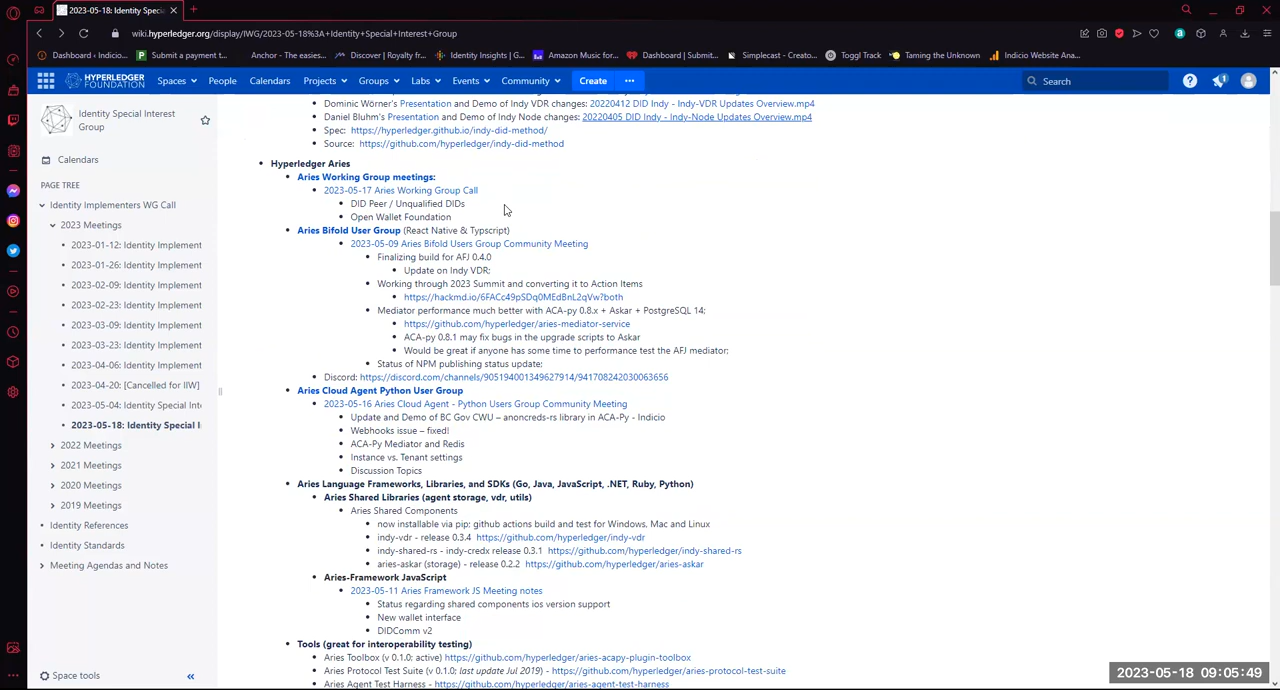 2023-05-18: Identity Speci
wiki.hyperledger.org/display/IWG/2023-05-18%3A+Identity+Special+Interest+Group
Dashboard ‹ Indicio...
Submit a payment t...
Anchor - The easies...
Discover | Royalty fr...
Identity Insights | G...
Amazon Music for...
Dashboard | Submit...
Simplecast - Creato...
Toggl Track
Taming the Unknown
Indicio Website Ana...
HYPERLEDGER FOUNDATION
Spaces
People
Calendars
Projects
Groups
Labs
Events
Community
Create
Search
Identity Special Interest
Group
Calendars
PAGE TREE
Identity Implementers WG Call
2023 Meetings
2023-01-12: Identity Implement
2023-01-26: Identity Implement
2023-02-09: Identity Implement
2023-02-23: Identity Implement
2023-03-09: Identity Implement
2023-03-23: Identity Implement
2023-04-06: Identity Implement
2023-04-20: [Cancelled for IIW]
2023-05-04: Identity Special Int
2023-05-18: Identity Special I
2022 Meetings
2021 Meetings
2020 Meetings
2019 Meetings
Identity References
Identity Standards
Meeting Agendas and Notes
Space tools
Dominic Wörner's Presentation and Demo of Indy VDR changes: 20220412 DID Indy - Indy-VDR Updates Overview.mp4
Daniel Bluhm's Presentation and Demo of Indy Node changes: 20220405 DID Indy - Indy-Node Updates Overview.mp4
Spec: https://hyperledger.github.io/indy-did-method/
Source: https://github.com/hyperledger/indy-did-method
Hyperledger Aries
Aries Working Group meetings:
2023-05-17 Aries Working Group Call
DID Peer / Unqualified DIDs
Open Wallet Foundation
Aries Bifold User Group (React Native & Typscript)
2023-05-09 Aries Bifold Users Group Community Meeting
Finalizing build for AFJ 0.4.0
Update on Indy VDR:
Working through 2023 Summit and converting it to Action Items
https://hackmd.io/6FACc49pSDq0MEdBnL2qVw?both
Mediator performance much better with ACA-py 0.8.x + Askar + PostgreSQL 14:
https://github.com/hyperledger/aries-mediator-service
ACA-py 0.8.1 may fix bugs in the upgrade scripts to Askar
Would be great if anyone has some time to performance test the AFJ mediator:
Status of NPM publishing status update:
Discord: https://discord.com/channels/905194001349627914/941708242030063656
Aries Cloud Agent Python User Group
2023-05-16 Aries Cloud Agent - Python Users Group Community Meeting
Update and Demo of BC Gov CWU – anoncreds-rs library in ACA-Py - Indicio
Webhooks issue – fixed!
ACA-Py Mediator and Redis
Instance vs. Tenant settings
Discussion Topics
Aries Language Frameworks, Libraries, and SDKs (Go, Java, JavaScript, .NET, Ruby, Python)
Aries Shared Libraries (agent storage, vdr, utils)
Aries Shared Components
now installable via pip: github actions build and test for Windows, Mac and Linux
indy-vdr - release 0.3.4 https://github.com/hyperledger/indy-vdr
indy-shared-rs - indy-credx release 0.3.1 https://github.com/hyperledger/indy-shared-rs
aries-askar (storage) - release 0.2.2 https://github.com/hyperledger/aries-askar
Aries-Framework JavaScript
2023-05-11 Aries Framework JS Meeting notes
Status regarding shared components ios version support
New wallet interface
DIDComm v2
Tools (great for interoperability testing)
Aries Toolbox (v 0.1.0; active) https://github.com/hyperledger/aries-acapy-plugin-toolbox
Aries Protocol Test Suite (v 0.1.0; last update Jul 2019) - https://github.com/hyperledger/aries-protocol-test-suite
Aries Agent Test Harness - https://github.com/hyperledger/aries-agent-test-harness
2023-05-18 09:05:49